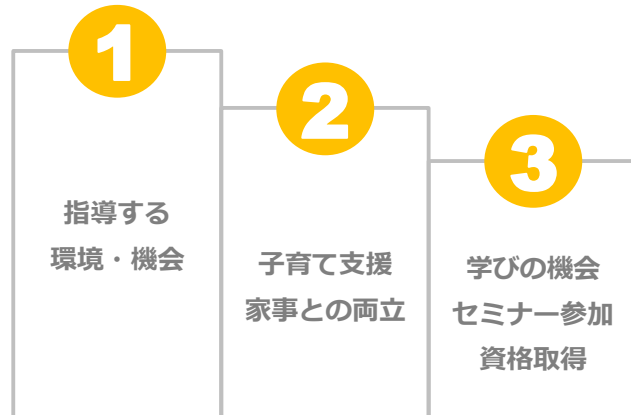 1
指導する
環境・機会
2
子育て支援
家事との両立
3
学びの機会
セミナー参加
資格取得